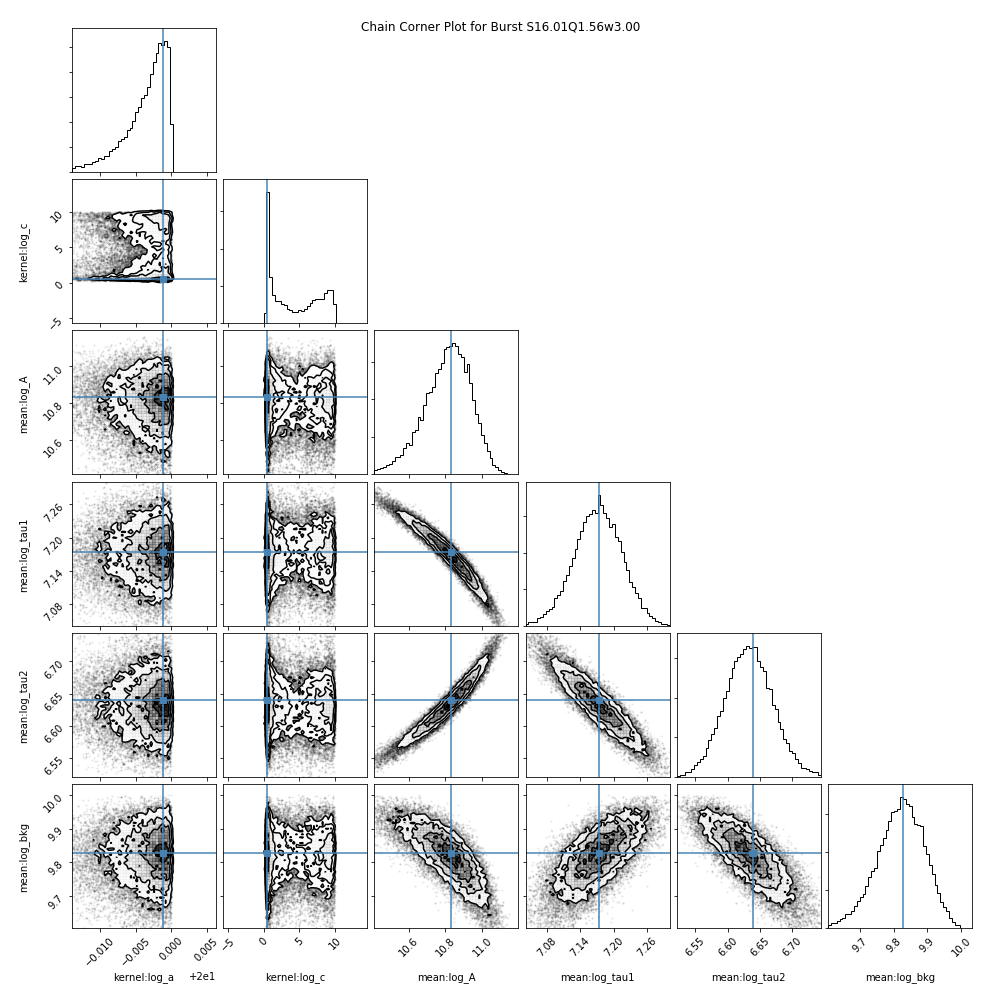 Chain Corner Plot for Burst S16.01Q1.56w3.00
kernel:log_c
10
5
0
−5
mean:log_A
11.0
10.8
10.6
mean:log_tau1
7.26
7.20
7.14
7.08
mean:log_tau2
6.70
6.65
6.60
6.55
mean:log_bkg
10.0
9.9
9.8
9.7
−0.010 −0.005 0.000 0.005
−5 0 5 10
10.6 10.8 11.0
7.08 7.14 7.20 7.26
6.55 6.60 6.65 6.70
9.7 9.8 9.9 10.0
kernel:log_a +2e1 kernel:log_c mean:log_A mean:log_tau1 mean:log_tau2 mean:log_bkg